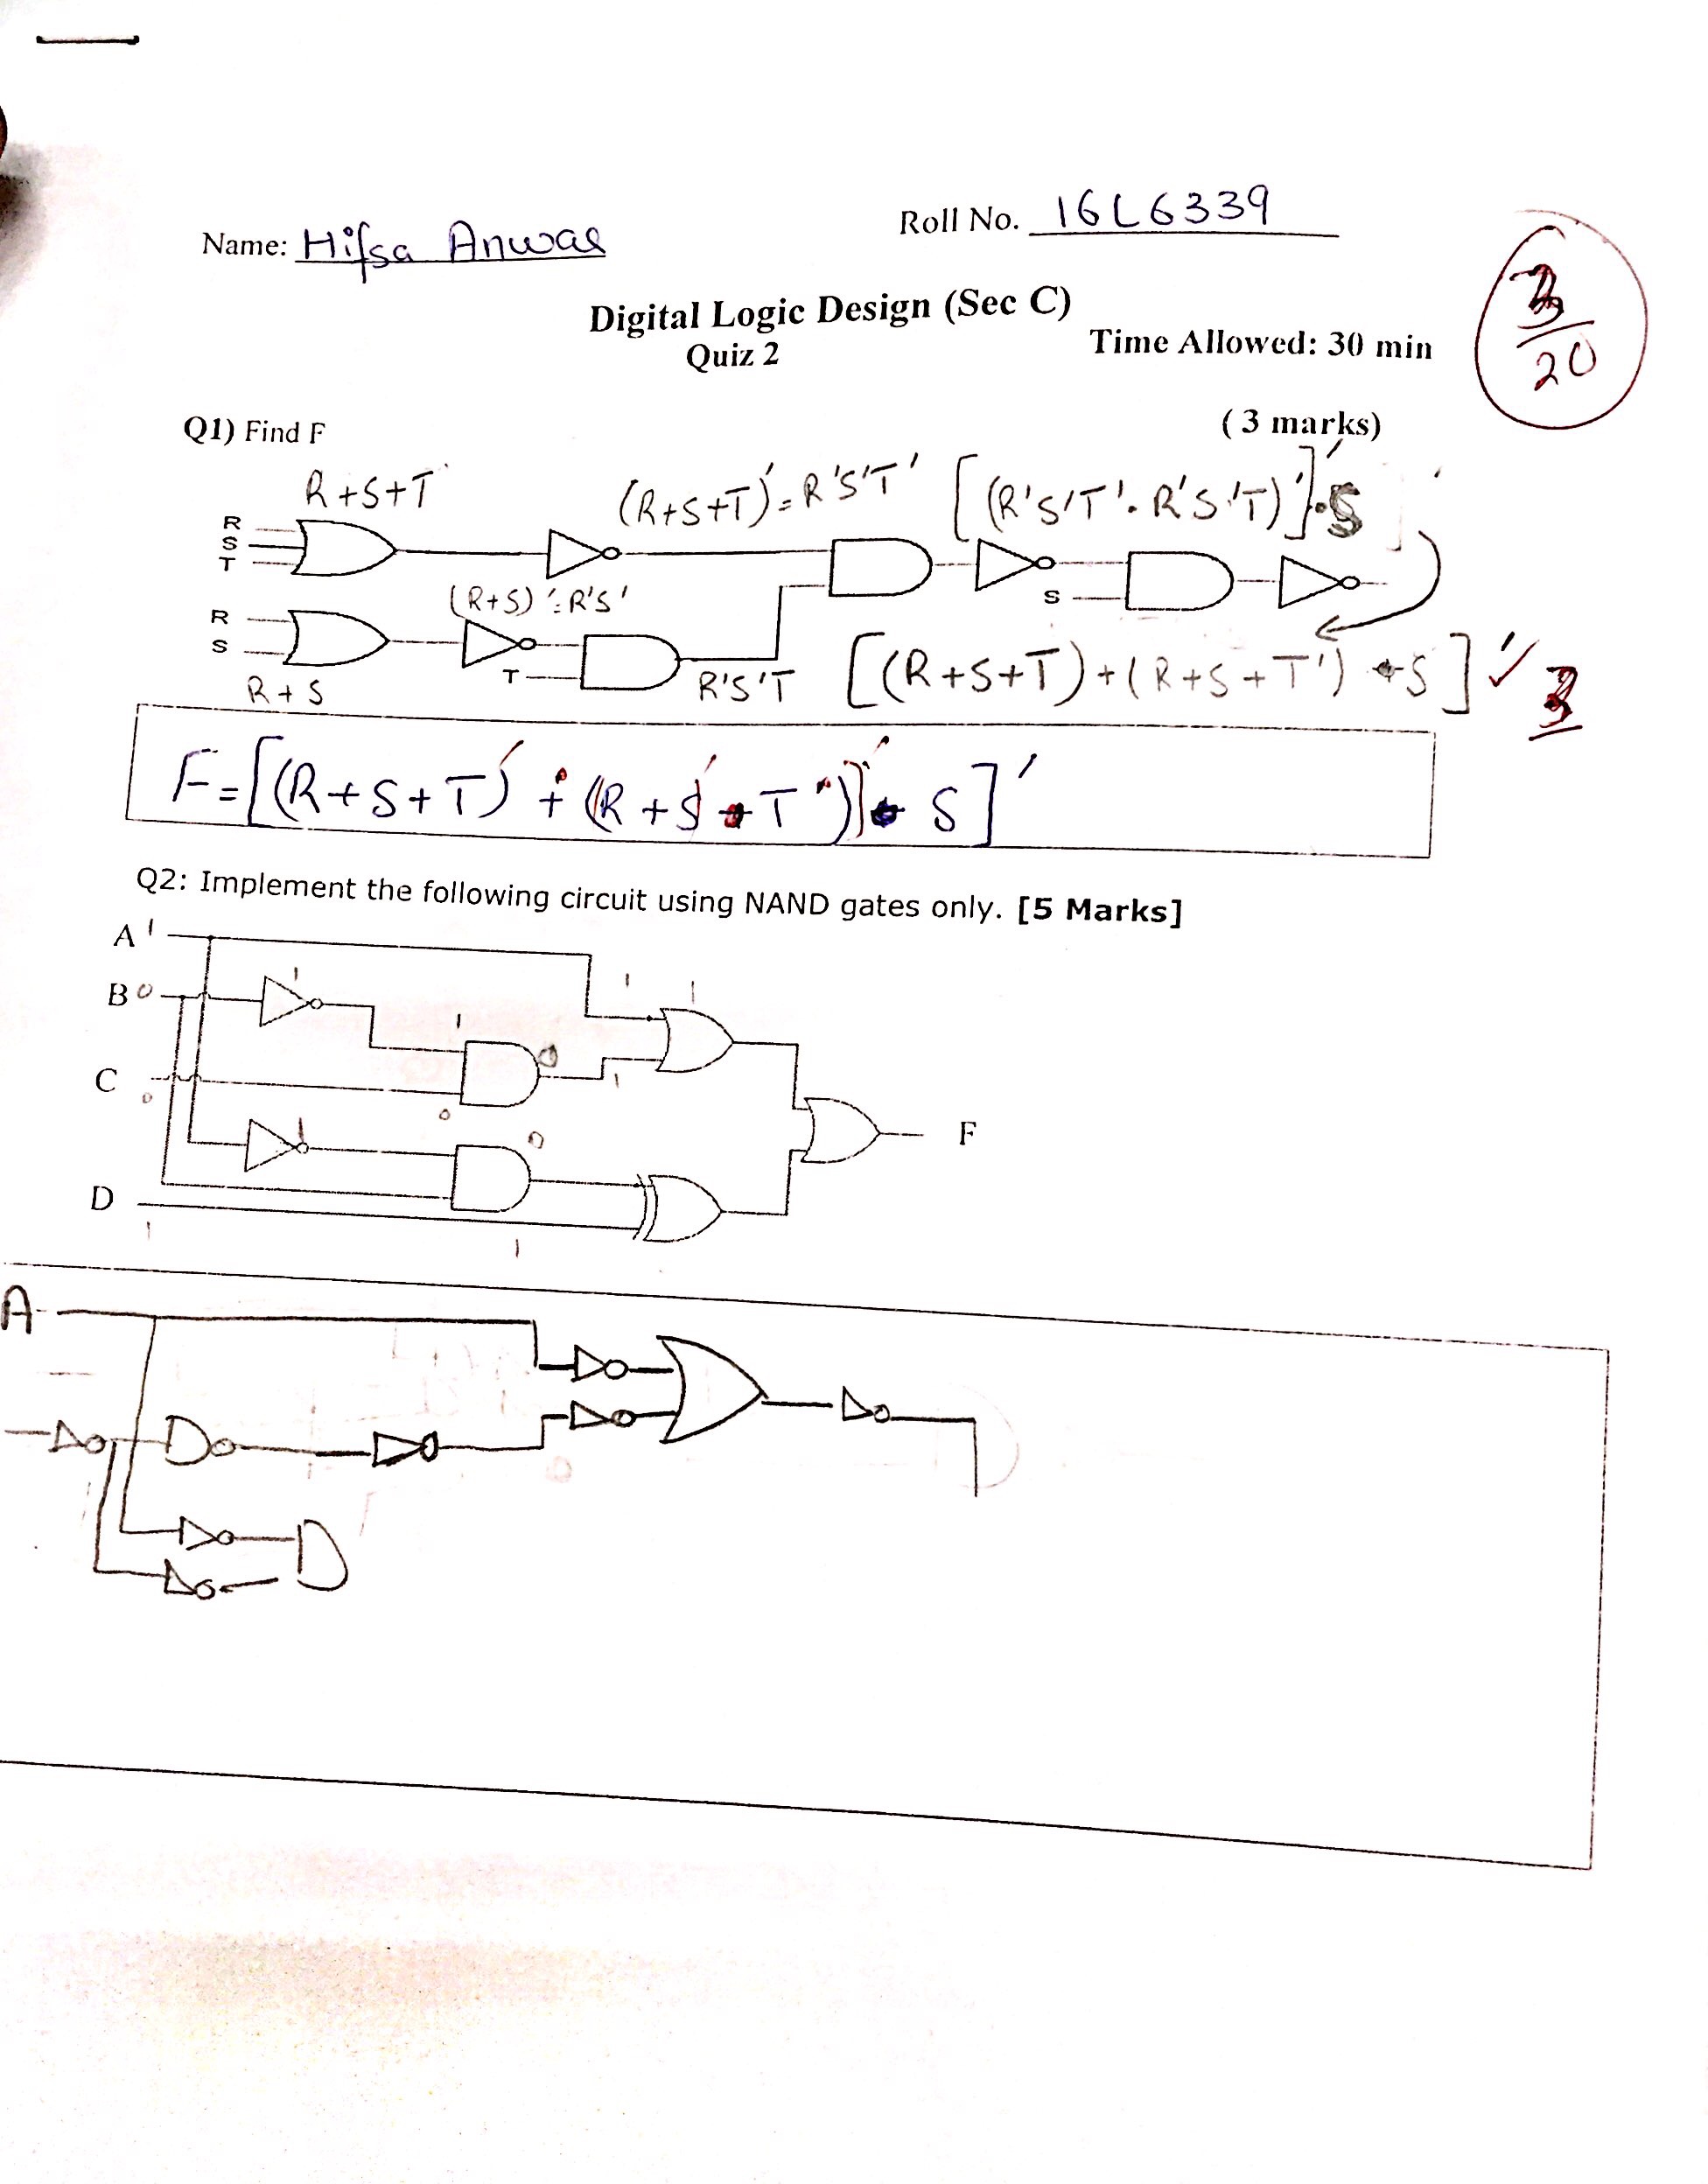 Name: Hifsa Anwar
Roll No. 16L6339
3
20
Digital Logic Design (Sec C)
Quiz 2
Time Allowed: 30 min
Q1) Find F
( 3 marks)
R+S+T
(R+S+T)'=R'S'T'
[(R'S'T'.R'S'T)']'.S
R
S
T
(R+S)'=R'S'
S
R
S
T
R+S
R'S'T
[(R+S+T)+(R+S+T')•S]'
3
F=[(R+S+T)'.(R+S)'.T)]'. S]'
Q2: Implement the following circuit using NAND gates only. [5 Marks]
A 1
1
1
B 0
1
1
0
C
0
1
0
1
0
F
D
1
1
A